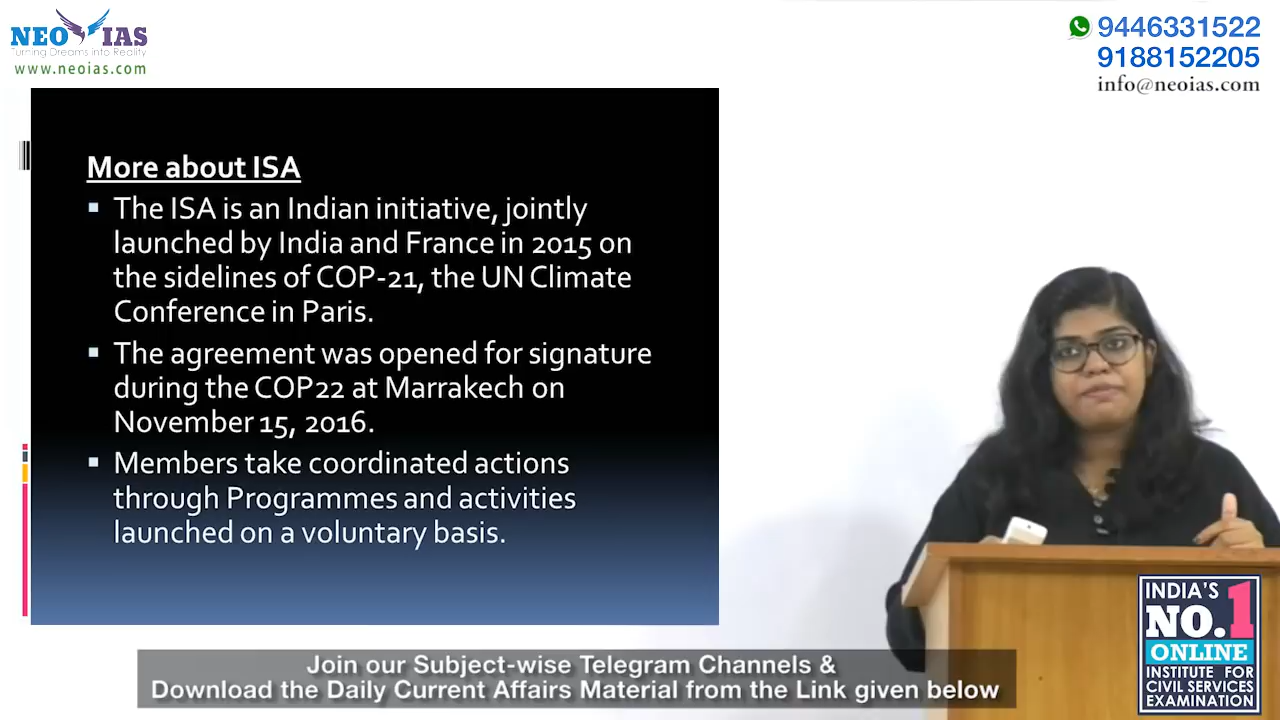 NEO IAS
Turning Dreams into Reality
www.neoias.com
9446331522
9188152205
info@neoias.com
More about ISA
▪ The ISA is an Indian initiative, jointly
launched by India and France in 2015 on
the sidelines of COP-21, the UN Climate
Conference in Paris.
▪ The agreement was opened for signature
during the COP22 at Marrakech on
November 15, 2016.
▪ Members take coordinated actions
through Programmes and activities
launched on a voluntary basis.
INDIA'S
NO.1
ONLINE
INSTITUTE FOR
CIVIL SERVICES
EXAMINATION
Join our Subject-wise Telegram Channels &
Download the Daily Current Affairs Material from the Link given below